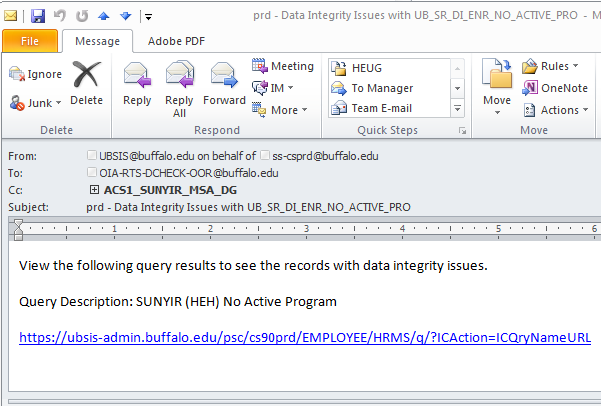 prd - Data Integrity Issues with UB_SR_DI_ENR_NO_ACTIVE_PRO - M
File Message Adobe PDF
Ignore
Junk
Delete
Reply
Reply All
Forward
Meeting
IM
More
HEUG
To Manager
Team E-mail
Move
Rules
OneNote
Actions
Delete Respond Quick Steps Move
From: UBSIS@buffalo.edu on behalf of ss-csprd@buffalo.edu
To: OIA-RTS-DCHECK-OOR@buffalo.edu
Cc: ACS1_SUNYIR_MSA_DG
Subject: prd - Data Integrity Issues with UB_SR_DI_ENR_NO_ACTIVE_PRO
1 2 3 4 5 6
View the following query results to see the records with data integrity issues.
Query Description: SUNYIR (HEH) No Active Program
https://ubsis-admin.buffalo.edu/psc/cs90prd/EMPLOYEE/HRMS/q/?ICAction=ICQryNameURL